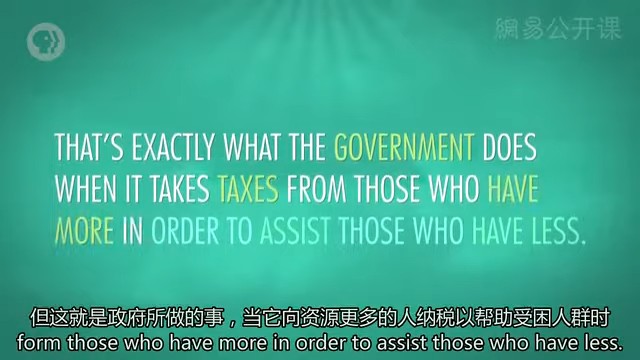 網易公开课
PBS
THAT'S EXACTLY WHAT THE GOVERNMENT DOES
WHEN IT TAKES TAXES FROM THOSE WHO HAVE
MORE IN ORDER TO ASSIST THOSE WHO HAVE LESS.
但这就是政府所做的事，当它向资源更多的人纳税以帮助受困人群时
form those who have more in order to assist those who have less.